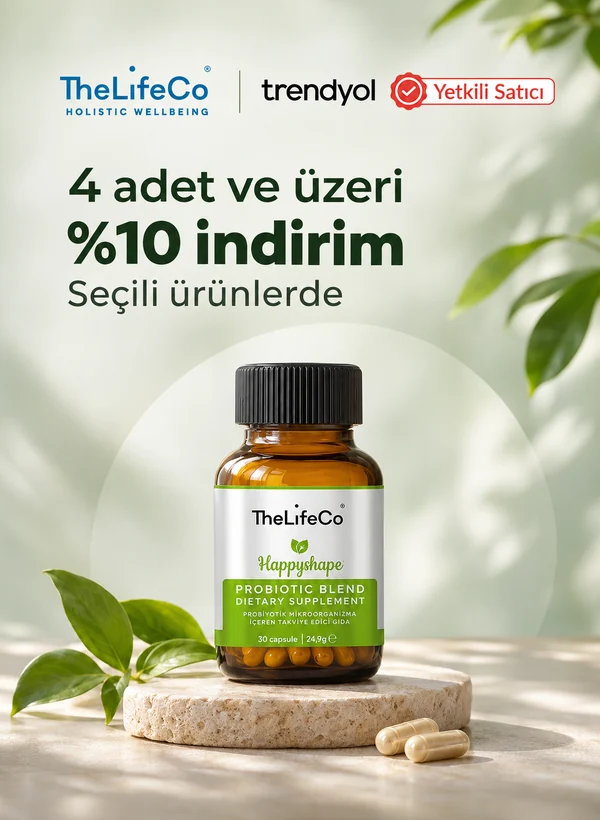 TheLifeCo®
HOLISTIC WELLBEING
trendyol
Yetkili Satıcı
4 adet ve üzeri
%10 indirim
Seçili ürünlerde
TheLifeCo®
Happyshape
PROBIOTIC BLEND
DIETARY SUPPLEMENT
PROBİYOTİK MİKROORGANİZMA
İÇEREN TAKVİYE EDİCİ GIDA
30 capsule | 24,9g ℮